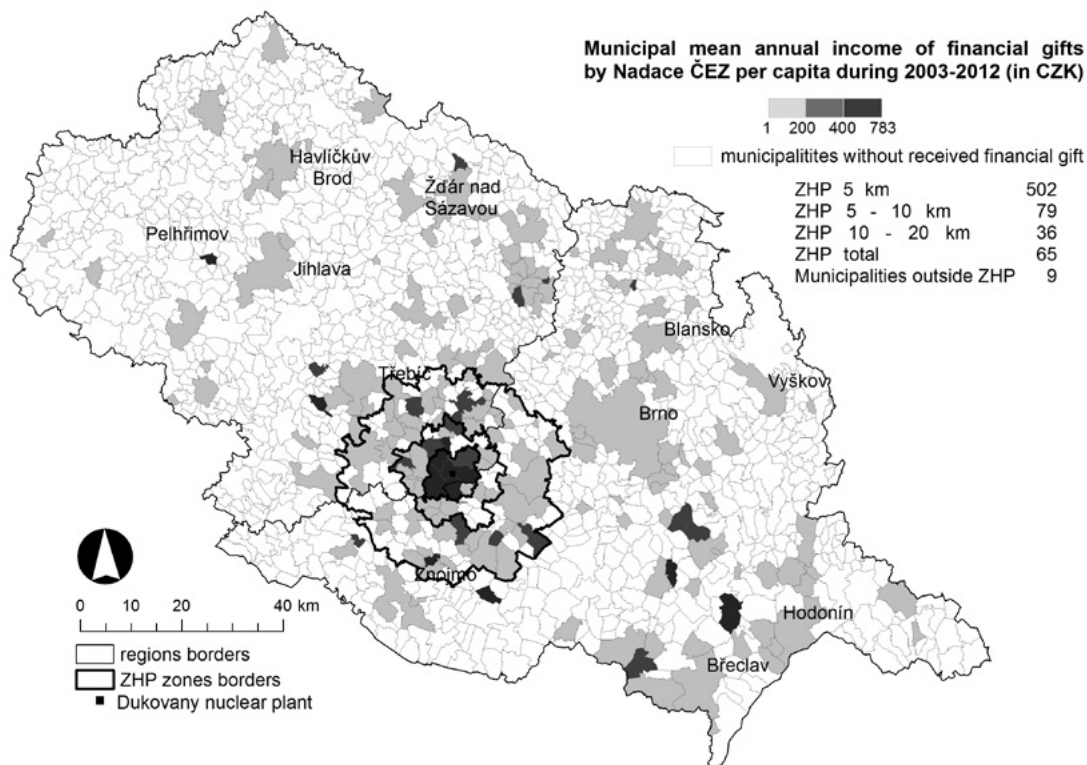 Municipal mean annual income of financial gifts
by Nadace ČEZ per capita during 2003-2012 (in CZK)
1 200 400 783
municipalitites without received financial gift
ZHP 5 km 502
ZHP 5 - 10 km 79
ZHP 10 - 20 km 36
ZHP total 65
Municipalities outside ZHP 9
Havlíčkův
Brod
Žďár nad
Sázavou
Pelhřimov
Jihlava
Blansko
Třebíč
Vyškov
Brno
Znojmo
Hodonín
Břeclav
0 10 20 40 km
regions borders
ZHP zones borders
Dukovany nuclear plant